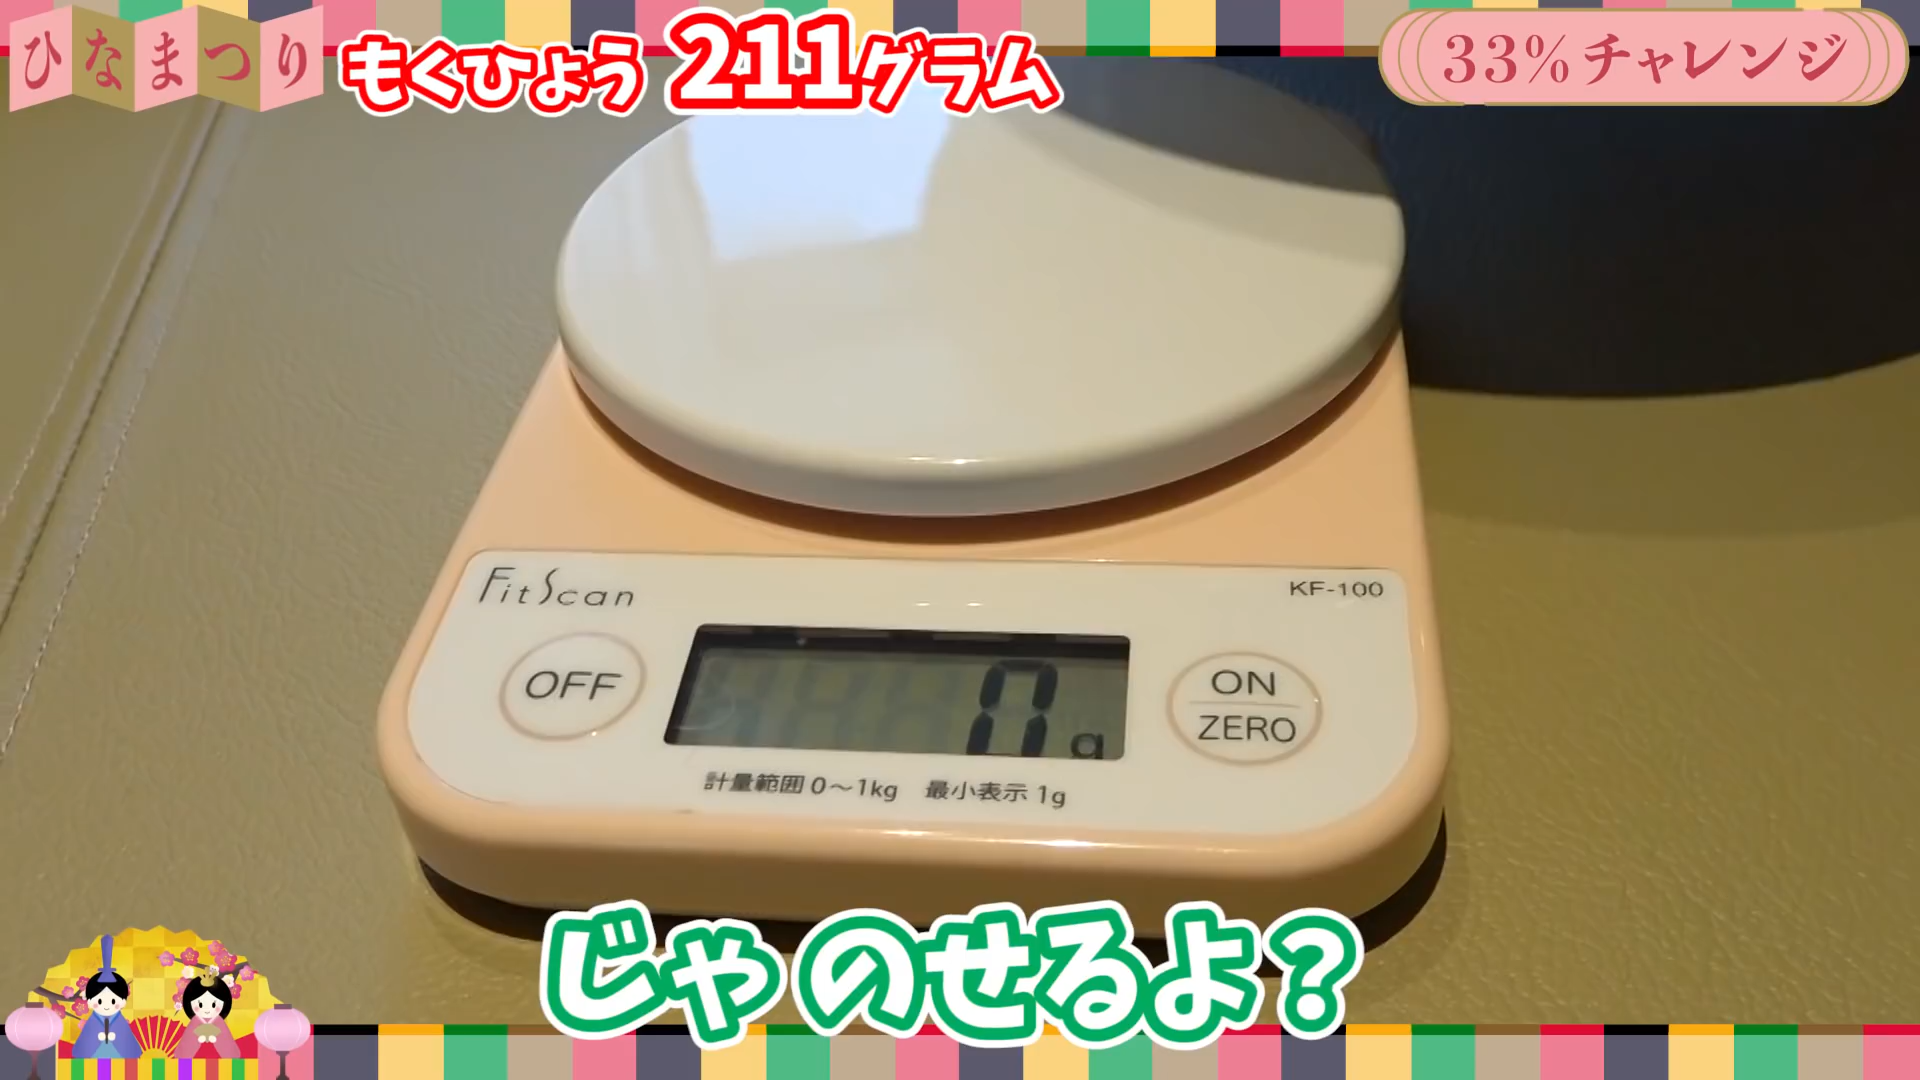 ひなまつり
もくひょう 211グラム
33%チャレンジ
FitScan
KF-100
OFF
0g
ON
ZERO
計量範囲 0～1kg 最小表示 1g
じゃ のせるよ？